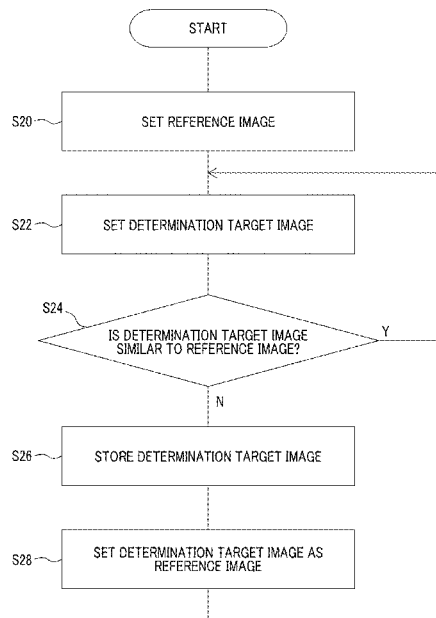 START
S20
SET REFERENCE IMAGE
S22
SET DETERMINATION TARGET IMAGE
S24
IS DETERMINATION TARGET IMAGE
SIMILAR TO REFERENCE IMAGE?
Y
N
S26
STORE DETERMINATION TARGET IMAGE
S28
SET DETERMINATION TARGET IMAGE AS
REFERENCE IMAGE